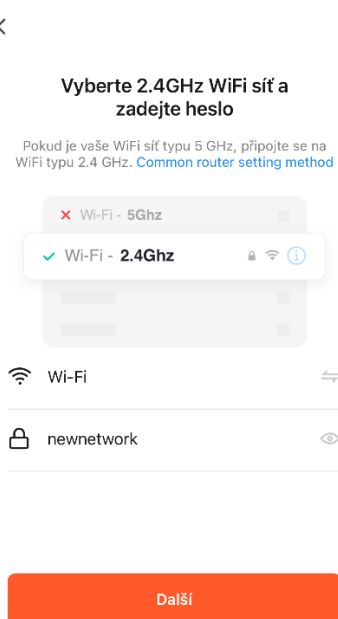 Vyberte 2.4GHz WiFi síť a
zadejte heslo
Pokud je vaše WiFi síť typu 5 GHz, připojte se na
WiFi typu 2.4 GHz. Common router setting method
Wi-Fi - 5Ghz
Wi-Fi - 2.4Ghz
Wi-Fi
newnetwork
Další